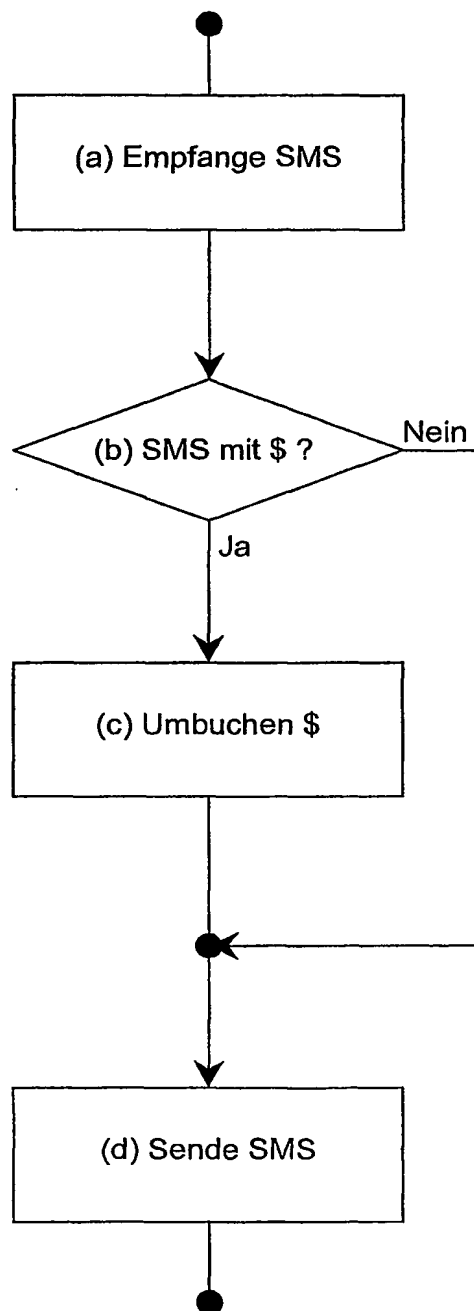 (a) Empfange SMS
(b) SMS mit $ ?
Nein
Ja
(c) Umbuchen $
(d) Sende SMS